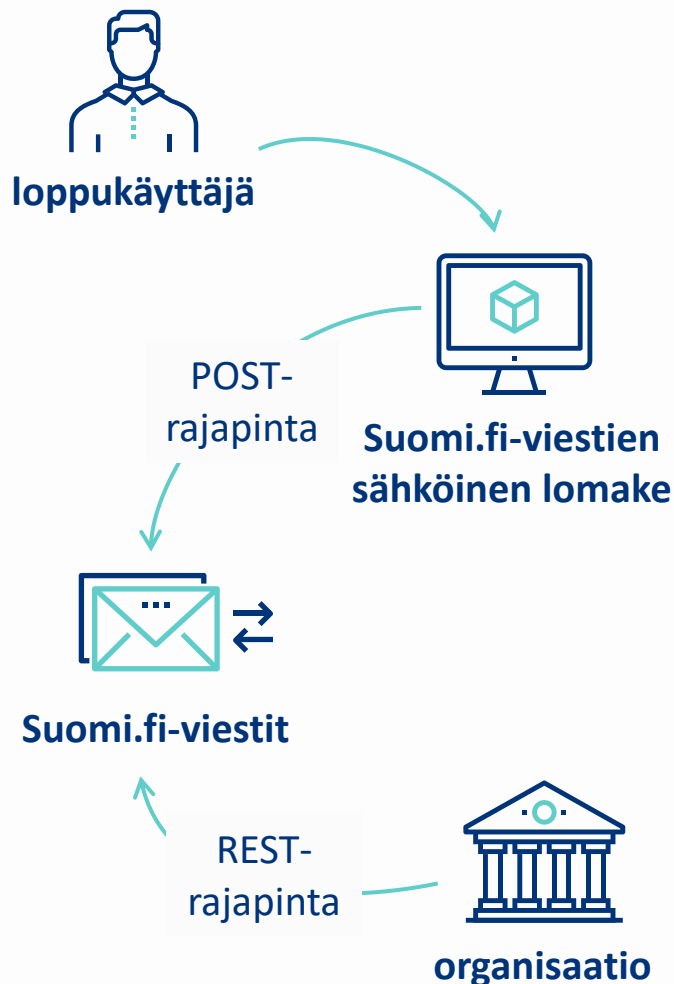 loppukäyttäjä
POST-
rajapinta
Suomi.fi-viestien
sähköinen lomake
Suomi.fi-viestit
REST-
rajapinta
organisaatio